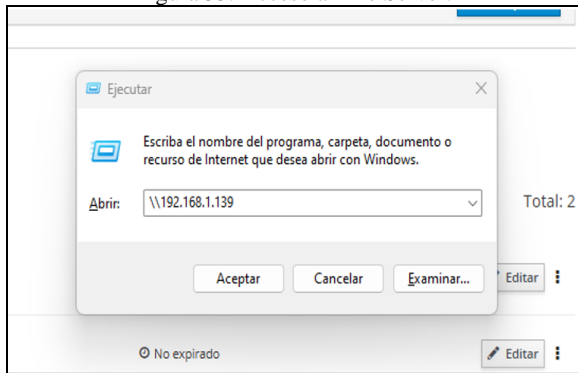 Ejecutar
Escriba el nombre del programa, carpeta, documento o
recurso de Internet que desea abrir con Windows.
Abrir: \\192.168.1.139
Total: 2
Aceptar Cancelar Examinar...
Editar
No expirado Editar